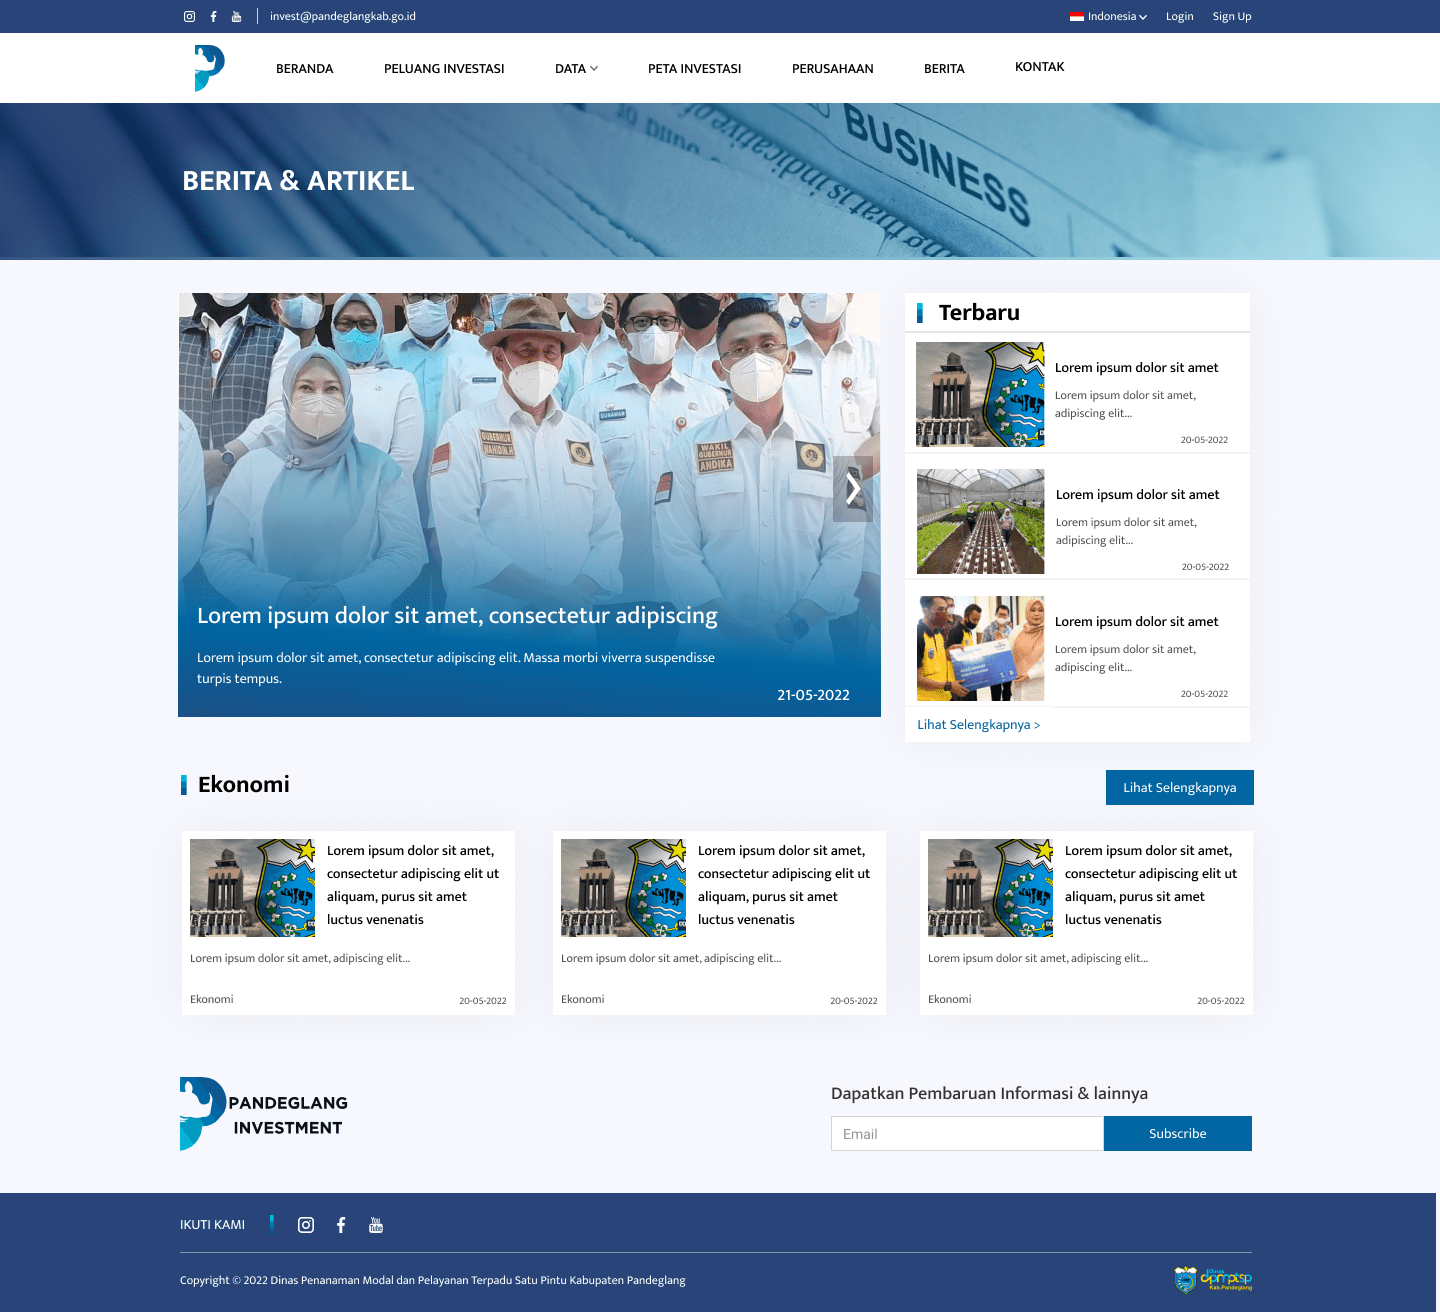 invest@pandeglangkab.go.id
Indonesia
Login
Sign Up
BERANDA
PELUANG INVESTASI
DATA
PETA INVESTASI
PERUSAHAAN
BERITA
KONTAK
BUSINESS
BERITA & ARTIKEL
GUNAWAN
GUBERNUR
WAHIDIN.H
WAKIL
GUBERNUR
ANDIKA
Lorem ipsum dolor sit amet, consectetur adipiscing
Lorem ipsum dolor sit amet, consectetur adipiscing elit. Massa morbi viverra suspendisse
turpis tempus.
21-05-2022
Terbaru
Lorem ipsum dolor sit amet
Lorem ipsum dolor sit amet,
adipiscing elit...
20-05-2022
Lorem ipsum dolor sit amet
Lorem ipsum dolor sit amet,
adipiscing elit...
20-05-2022
Lorem ipsum dolor sit amet
Lorem ipsum dolor sit amet,
adipiscing elit...
20-05-2022
Lihat Selengkapnya >
Ekonomi
Lihat Selengkapnya
Lorem ipsum dolor sit amet,
consectetur adipiscing elit ut
aliquam, purus sit amet
luctus venenatis
Lorem ipsum dolor sit amet, adipiscing elit...
Ekonomi
20-05-2022
Lorem ipsum dolor sit amet,
consectetur adipiscing elit ut
aliquam, purus sit amet
luctus venenatis
Lorem ipsum dolor sit amet, adipiscing elit...
Ekonomi
20-05-2022
Lorem ipsum dolor sit amet,
consectetur adipiscing elit ut
aliquam, purus sit amet
luctus venenatis
Lorem ipsum dolor sit amet, adipiscing elit...
Ekonomi
20-05-2022
PANDEGLANG
INVESTMENT
Dapatkan Pembaruan Informasi & lainnya
Email
Subscribe
IKUTI KAMI
You
Tube
Copyright © 2022 Dinas Penanaman Modal dan Pelayanan Terpadu Satu Pintu Kabupaten Pandeglang
Dinas
dpmptsp
Kab.Pandeglang